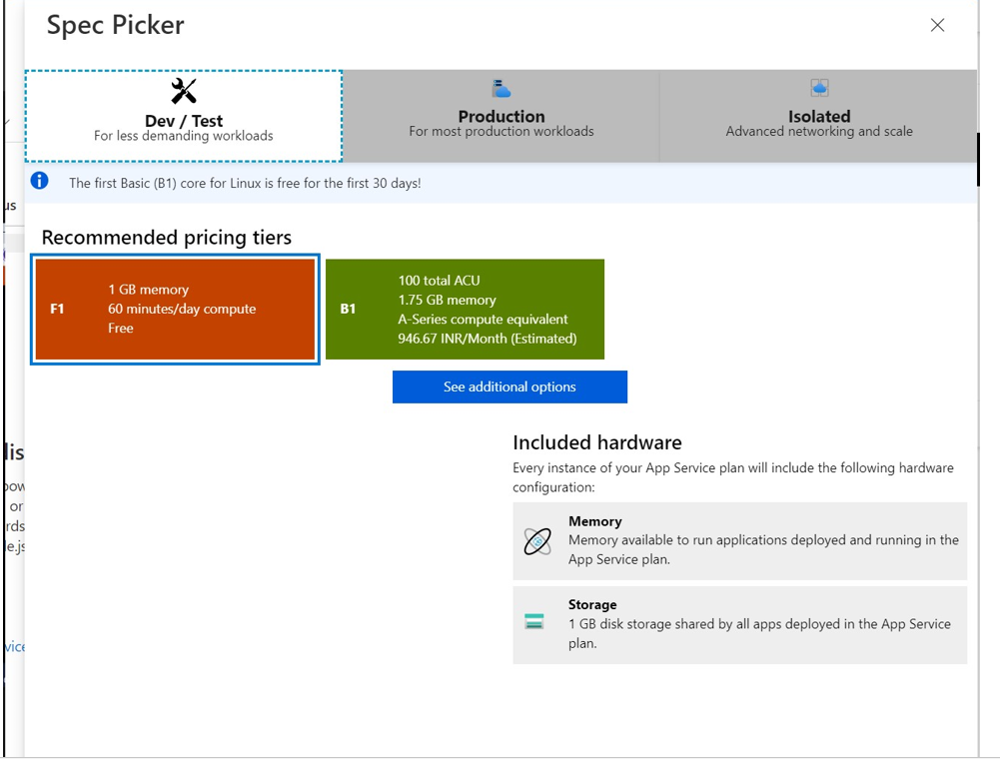 Spec Picker
Dev / Test
For less demanding workloads
Production
For most production workloads
Isolated
Advanced networking and scale
The first Basic (B1) core for Linux is free for the first 30 days!
us
Recommended pricing tiers
F1
1 GB memory
60 minutes/day compute
Free
B1
100 total ACU
1.75 GB memory
A-Series compute equivalent
946.67 INR/Month (Estimated)
See additional options
Included hardware
Every instance of your App Service plan will include the following hardware
configuration:
Memory
Memory available to run applications deployed and running in the
App Service plan.
Storage
1 GB disk storage shared by all apps deployed in the App Service
plan.
or
rds